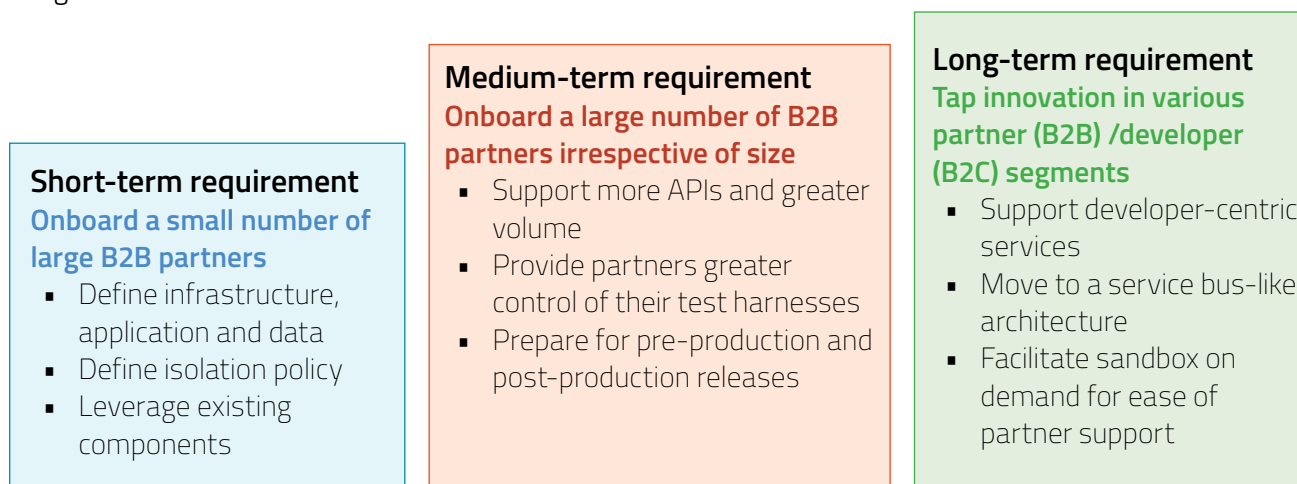 Short-term requirement
Onboard a small number of
large B2B partners
▪ Define infrastructure,
application and data
▪ Define isolation policy
▪ Leverage existing
components
Medium-term requirement
Onboard a large number of B2B
partners irrespective of size
▪ Support more APIs and greater
volume
▪ Provide partners greater
control of their test harnesses
▪ Prepare for pre-production and
post-production releases
Long-term requirement
Tap innovation in various
partner (B2B) /developer
(B2C) segments
▪ Support developer-centric
services
▪ Move to a service bus-like
architecture
▪ Facilitate sandbox on
demand for ease of
partner support